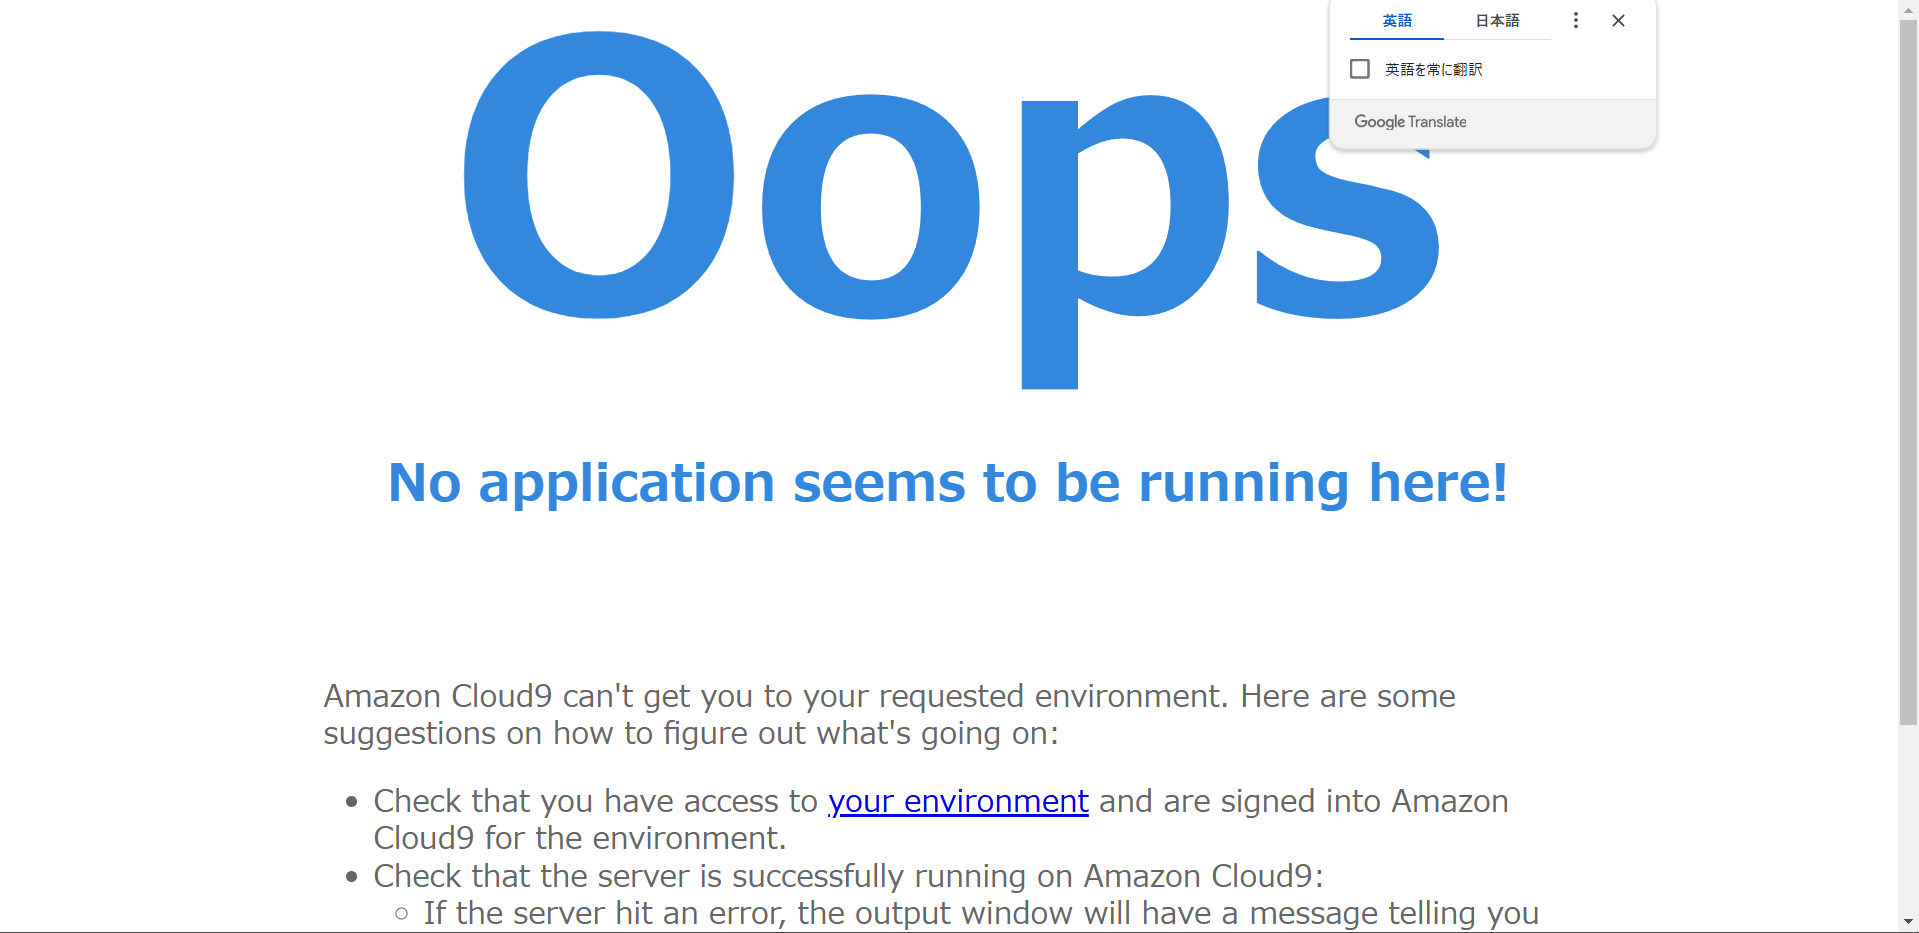 英語 日本語
英語を常に翻訳
Google Translate
Oops
No application seems to be running here!
Amazon Cloud9 can't get you to your requested environment. Here are some
suggestions on how to figure out what's going on:
Check that you have access to your environment and are signed into Amazon
Cloud9 for the environment.
Check that the server is successfully running on Amazon Cloud9:
If the server hit an error, the output window will have a message telling you